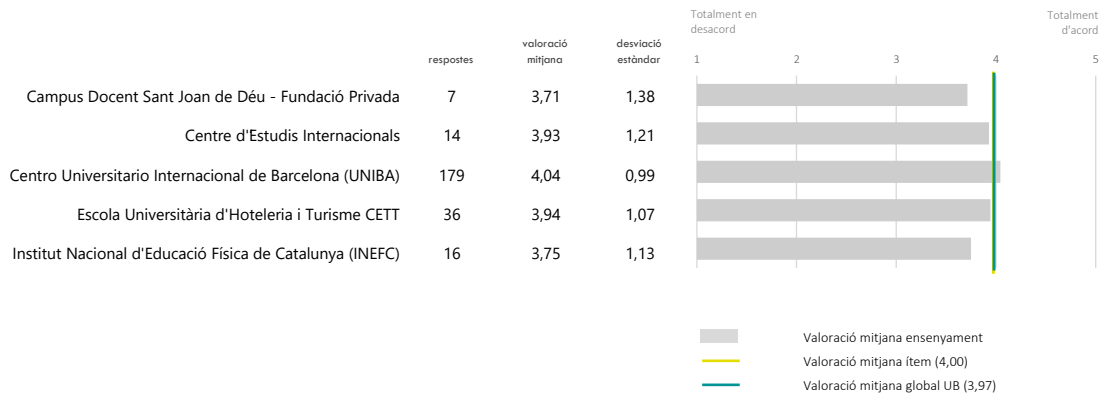 Totalment en desacord
Totalment d'acord
respostes
valoració mitjana
desviació estàndar
1 2 3 4 5
Campus Docent Sant Joan de Déu - Fundació Privada 7 3,71 1,38
Centre d'Estudis Internacionals 14 3,93 1,21
Centro Universitario Internacional de Barcelona (UNIBA) 179 4,04 0,99
Escola Universitària d'Hoteleria i Turisme CETT 36 3,94 1,07
Institut Nacional d'Educació Física de Catalunya (INEFC) 16 3,75 1,13
Valoració mitjana ensenyament
Valoració mitjana ítem (4,00)
Valoració mitjana global UB (3,97)